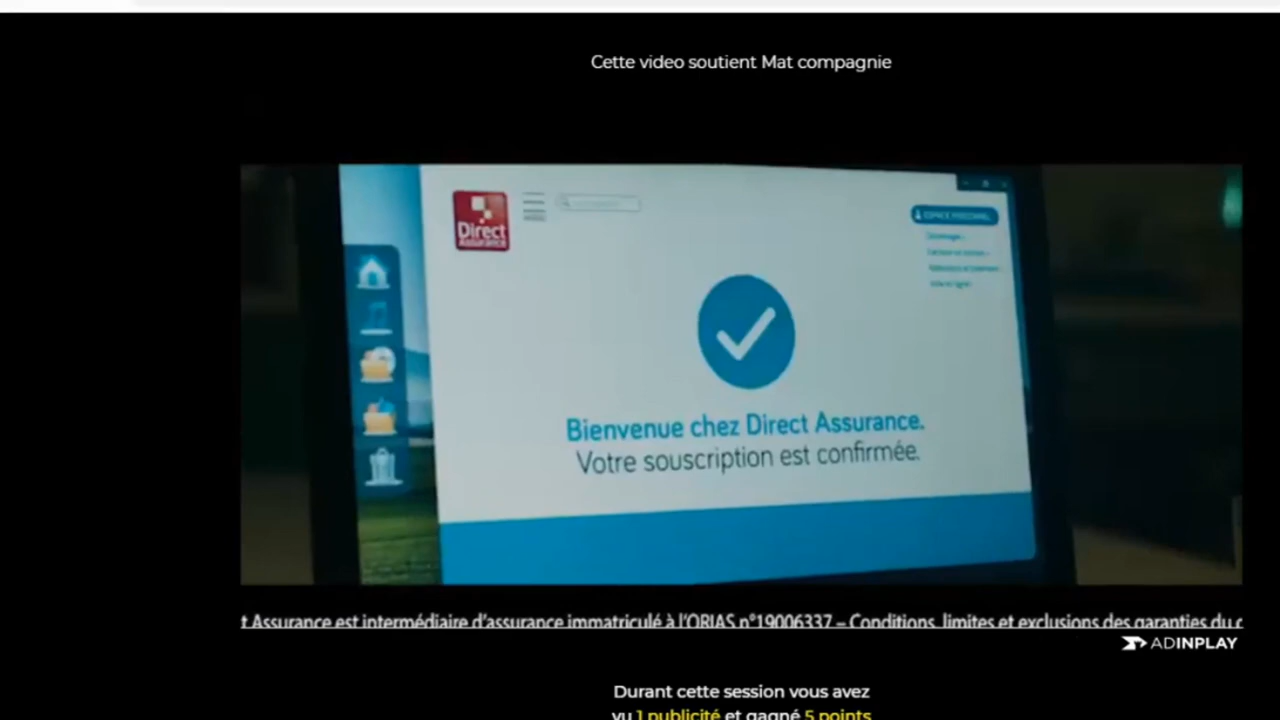 Cette video soutient Mat compagnie
Direct
Assurance
ESPACE PERSONNEL
Bienvenue chez Direct Assurance.
Votre souscription est confirmée.
t Assurance est intermédiaire d'assurance immatriculé à l'ORIAS n°19006337 – Conditions, limites et exclusions des garanties du c
ADINPLAY
Durant cette session vous avez
vu 1 publicité et gagné 5 points